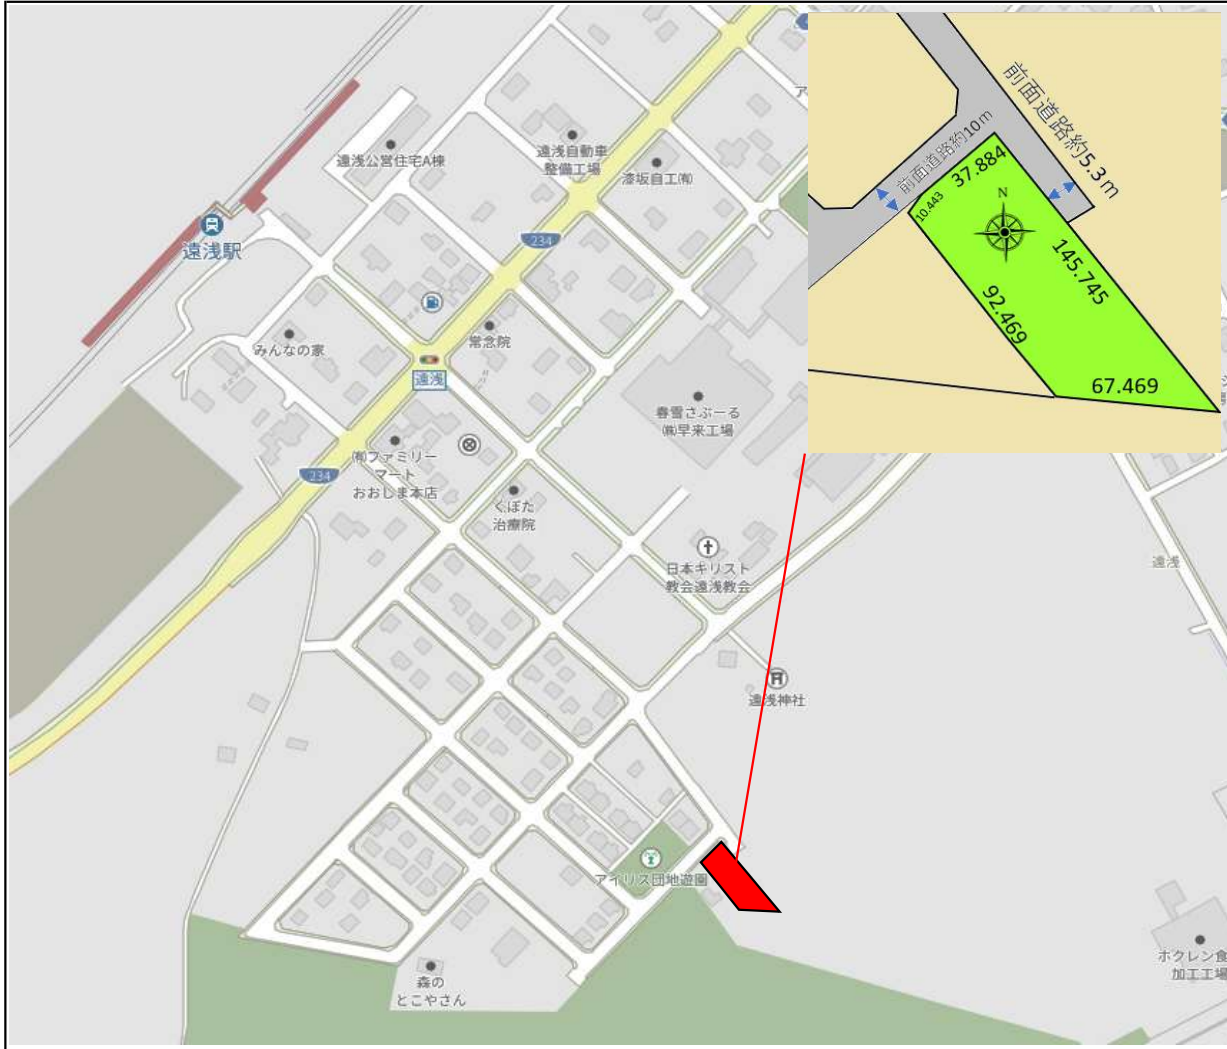 前面道路約5.3m
前面道路約10m
37.884
10.443
N
145.745
92.469
67.469
遠浅公営住宅A棟
遠浅自動車
整備工場
漆坂自工㈲
遠浅駅
234
みんなの家
常念院
遠浅
春雪さぶーる
㈱早来工場
㈲ファミリー
マート
おおしま本店
234
くぼた
治療院
日本キリスト
教会遠浅教会
遠浅
遠浅神社
アイリス団地遊園
森の
とこやさん
ホクレン食
加工工場